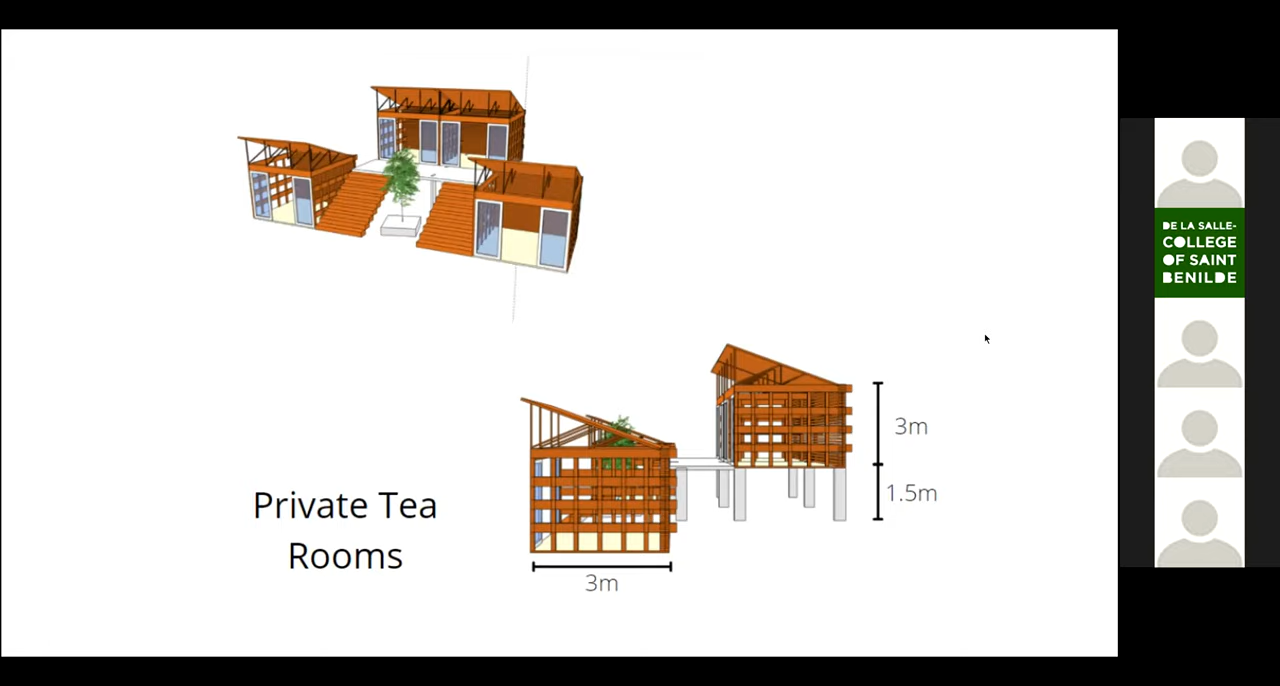 Private Tea
Rooms
3m
1.5m
3m
DE LA SALLE-
COLLEGE
OF SAINT
BENILDE